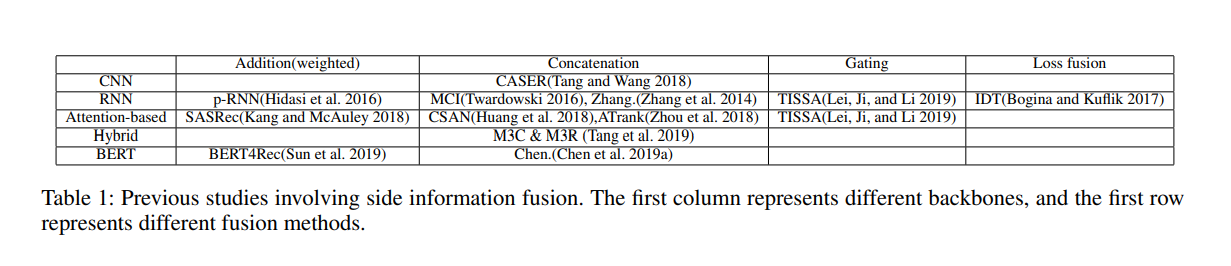 Addition(weighted) Concatenation Gating Loss fusion
CNN CASER(Tang and Wang 2018)
RNN p-RNN(Hidasi et al. 2016) MCI(Twardowski 2016), Zhang.(Zhang et al. 2014) TISSA(Lei, Ji, and Li 2019) IDT(Bogina and Kuflik 2017)
Attention-based SASRec(Kang and McAuley 2018) CSAN(Huang et al. 2018),ATrank(Zhou et al. 2018) TISSA(Lei, Ji, and Li 2019)
Hybrid M3C & M3R (Tang et al. 2019)
BERT BERT4Rec(Sun et al. 2019) Chen.(Chen et al. 2019a)
Table 1: Previous studies involving side information fusion. The first column represents different backbones, and the first row
represents different fusion methods.